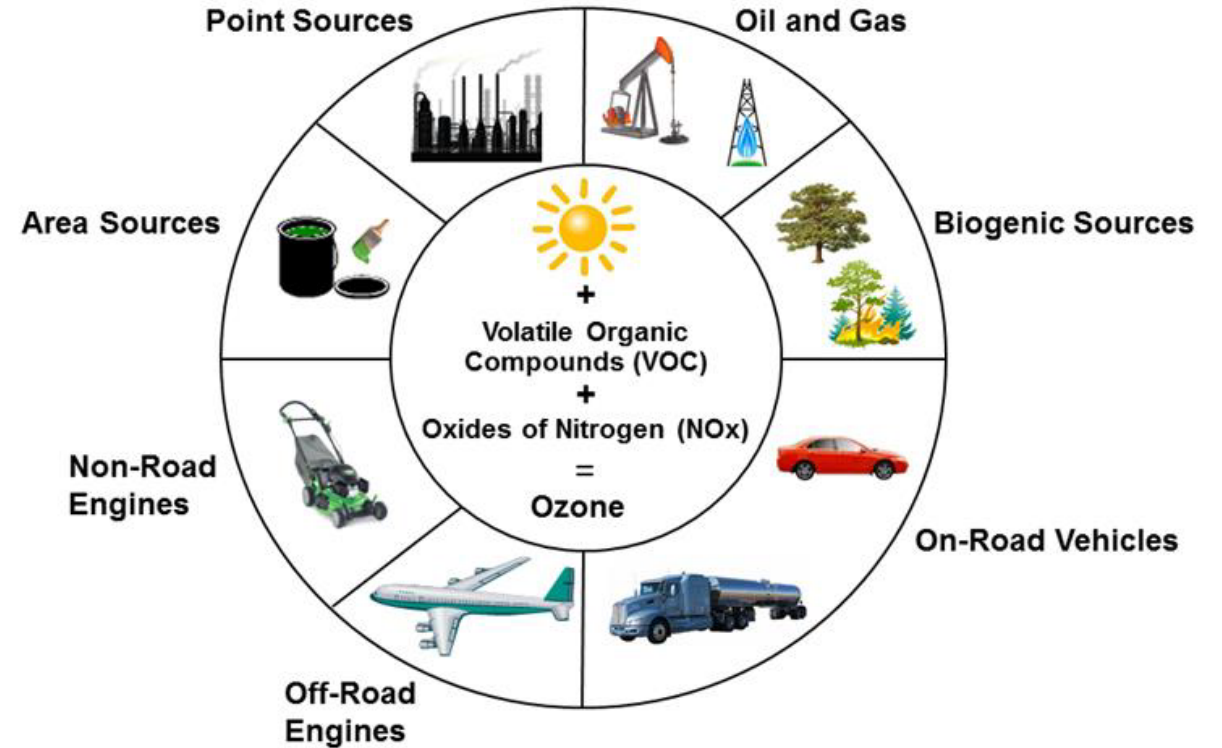 Point Sources
Oil and Gas
Area Sources
Biogenic Sources
+
Volatile Organic
Compounds (VOC)
+
Oxides of Nitrogen (NOx)
=
Ozone
Non-Road
Engines
On-Road Vehicles
Off-Road
Engines